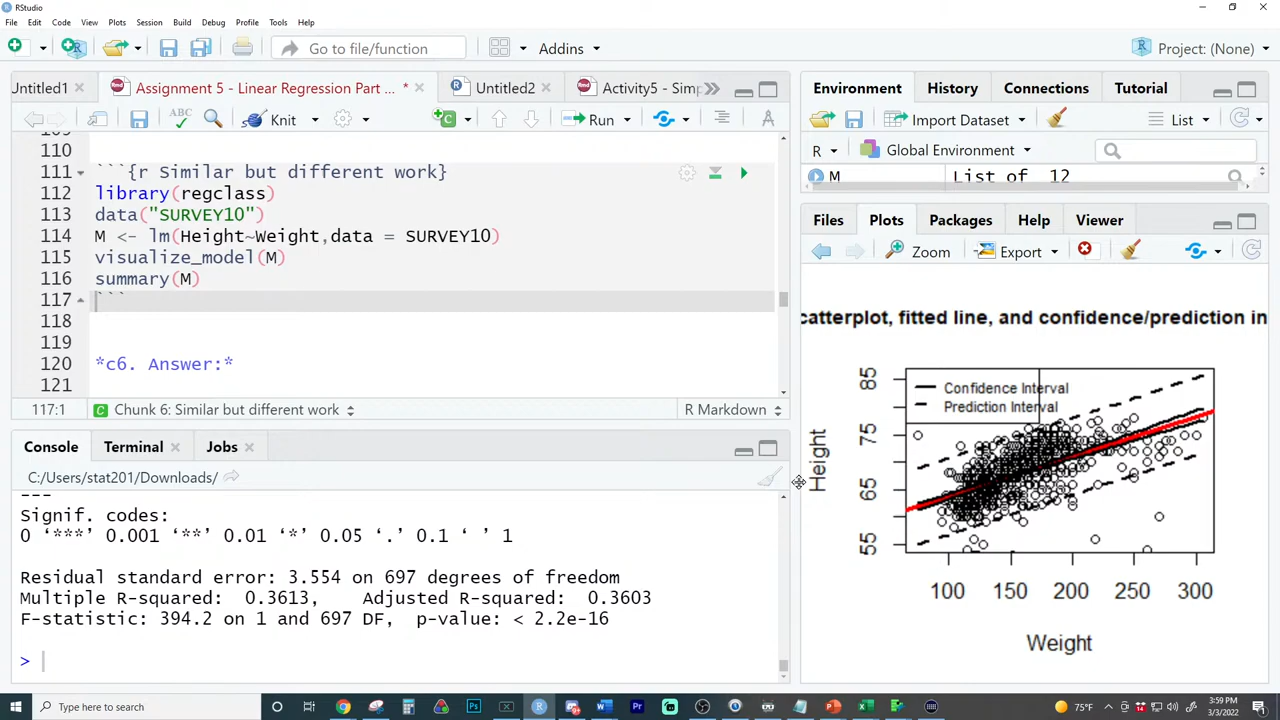 RStudio
File Edit Code View Plots Session Build Debug Profile Tools Help
Go to file/function Addins Project: (None)
Untitled1 Assignment 5 - Linear Regression Part ... * Untitled2 Activity5 - Simp
Knit Run
109
110
111 ```{r Similar but different work}
112 library(regclass)
113 data("SURVEY10")
114 M <- lm(Height~Weight,data = SURVEY10)
115 visualize_model(M)
116 summary(M)
117 ```
118
119
120 *c6. Answer:*
121
117:1 Chunk 6: Similar but different work R Markdown
Console Terminal Jobs
C:/Users/stat201/Downloads/
---
Signif. codes:
0 ‘***’ 0.001 ‘**’ 0.01 ‘*’ 0.05 ‘.’ 0.1 ‘ ’ 1
Residual standard error: 3.554 on 697 degrees of freedom
Multiple R-squared: 0.3613, Adjusted R-squared: 0.3603
F-statistic: 394.2 on 1 and 697 DF, p-value: < 2.2e-16
>
Environment History Connections Tutorial
Import Dataset List
R Global Environment
M List of 12
Files Plots Packages Help Viewer
Zoom Export
catterplot, fitted line, and confidence/prediction in
Confidence Interval
Prediction Interval
85
75
65
55
Height
100 150 200 250 300
Weight
Type here to search
75°F
3:59 PM
3/3/2022